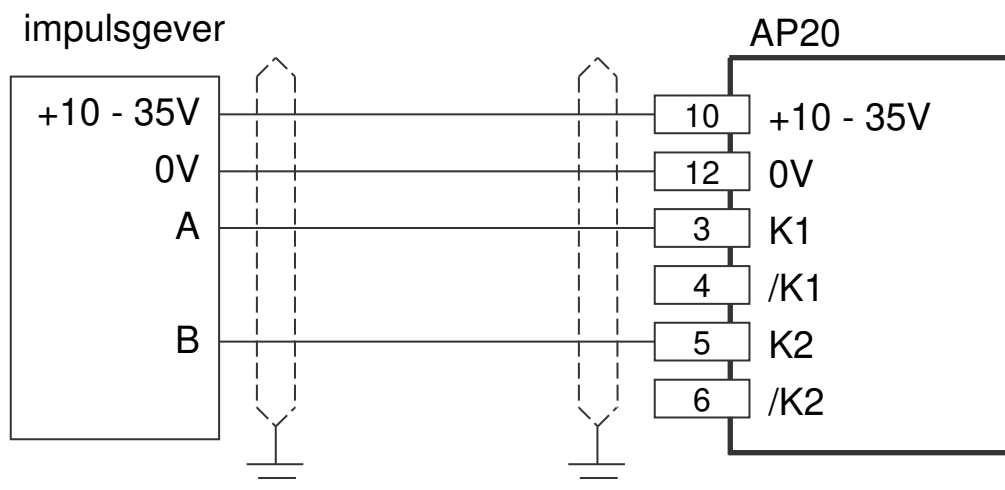 impulsgever
AP20
+10 - 35V
10
+10 - 35V
0V
12
0V
A
3
K1
4
/K1
B
5
K2
6
/K2